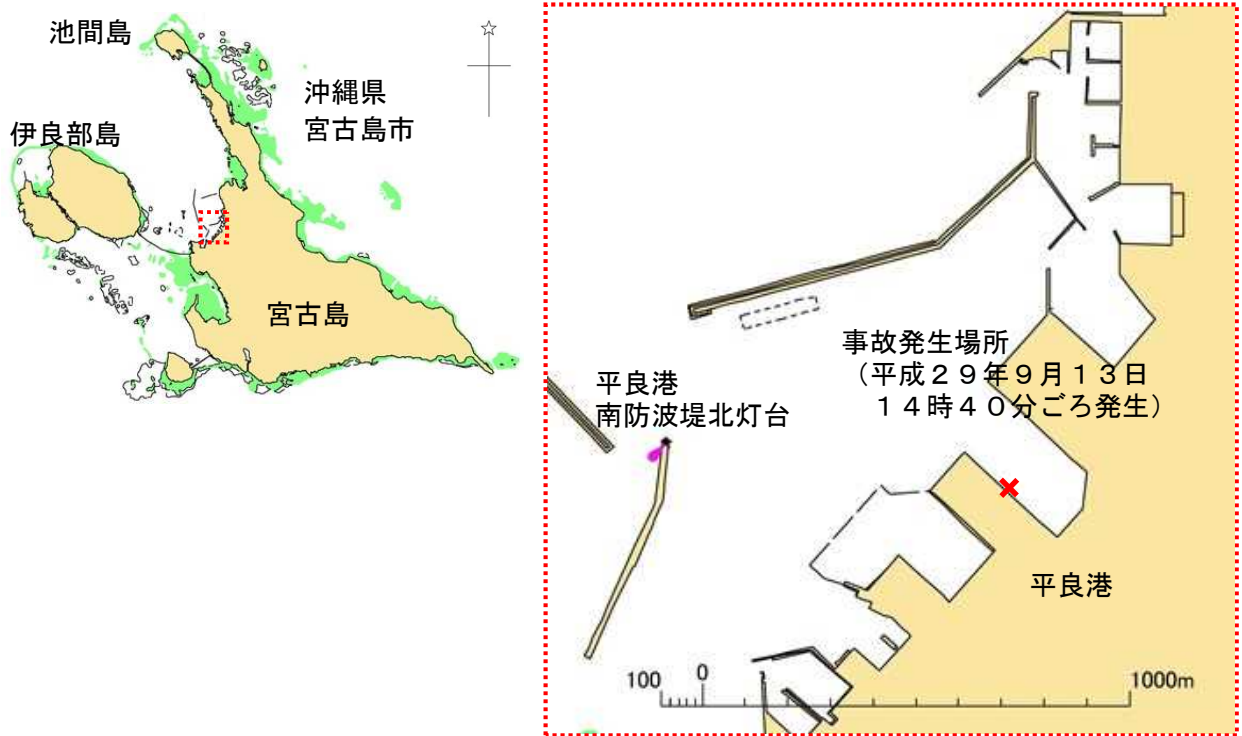 池間島
沖縄県
宮古島市
伊良部島
宮古島
事故発生場所
（平成２９年９月１３日
１４時４０分ごろ発生）
平良港
南防波堤北灯台
平良港
100 0 1000m